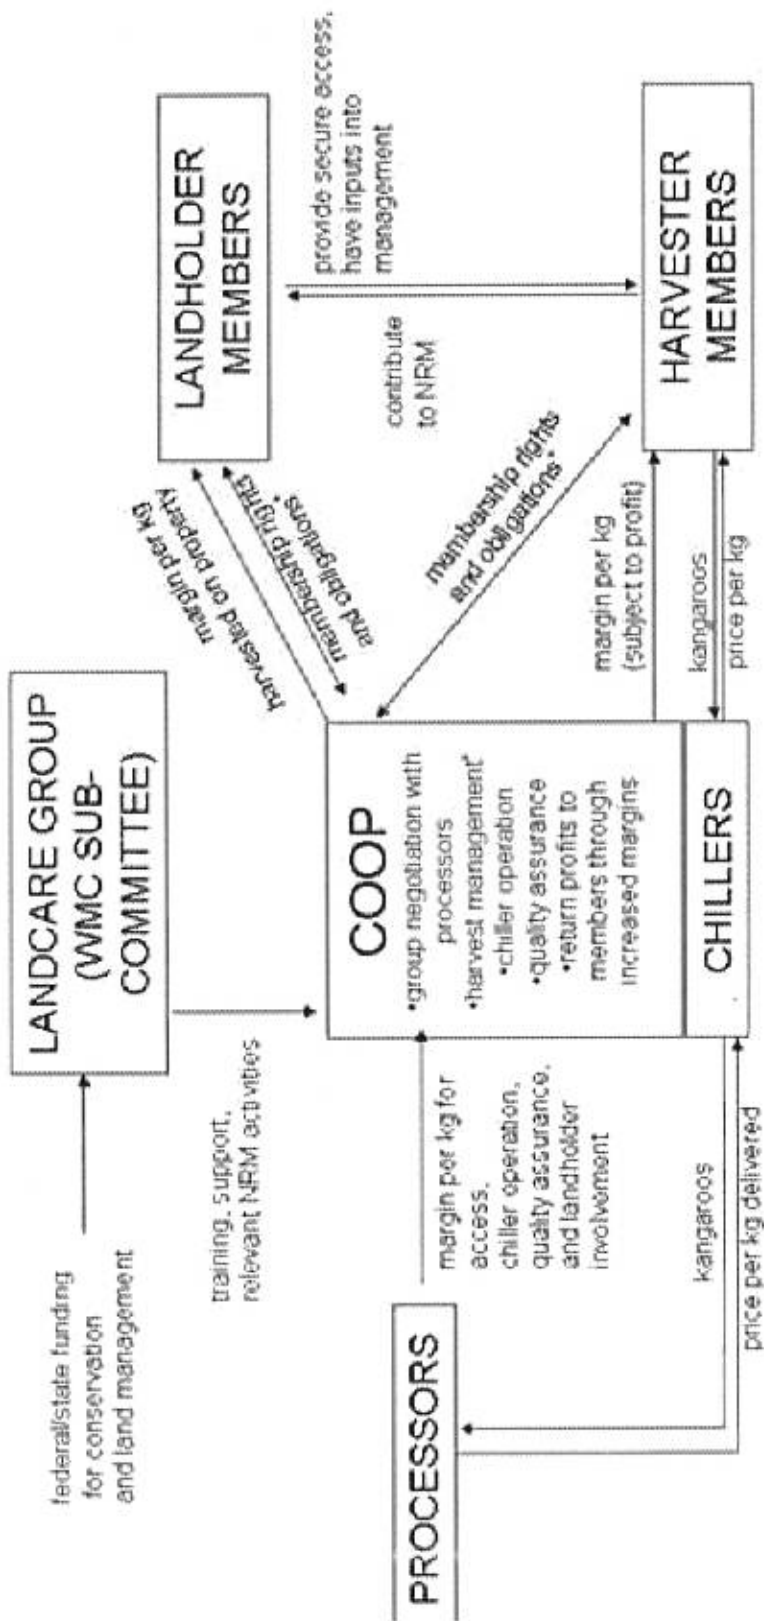 federal/state funding
for conservation
and land management
LANDCARE GROUP
(WMC SUB-
COMMITTEE)
training, support,
relevant NRM activities
LANDHOLDER
MEMBERS
margin per kg
harvested on property
membership rights*
and obligations
provide secure access,
have inputs into
management
contribute
to NRM
PROCESSORS
margin per kg for
access,
chiller operation,
quality assurance,
and landholder
involvement
COOP
•group negotiation with
processors
•harvest management*
•chiller operation
•quality assurance
•return profits to
members through
increased margins
membership rights
and obligations*
HARVESTER
MEMBERS
margin per kg
(subject to profit)
kangaroos
price per kg
CHILLERS
kangaroos
price per kg delivered